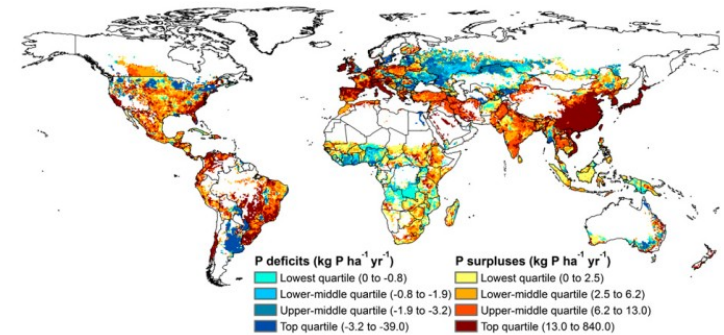 P deficits (kg P ha⁻¹ yr⁻¹)
Lowest quartile (0 to -0.8)
Lower-middle quartile (-0.8 to -1.9)
Upper-middle quartile (-1.9 to -3.2)
Top quartile (-3.2 to -39.0)
P surpluses (kg P ha⁻¹ yr⁻¹)
Lowest quartile (0 to 2.5)
Lower-middle quartile (2.5 to 6.2)
Upper-middle quartile (6.2 to 13.0)
Top quartile (13.0 to 840.0)